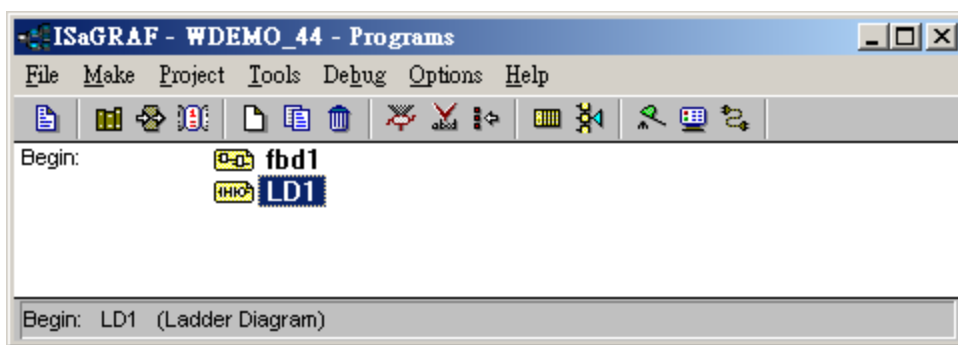 ISaGRAF - WDEMO_44 - Programs
File Make Project Tools Debug Options Help
Begin: fbd1
LD1
Begin: LD1 (Ladder Diagram)